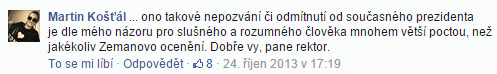 Martin Košťál ... ono takové nepozvání či odmítnutí od současného prezidenta
je dle mého názoru pro slušného a rozumného člověka mnohem větší poctou, než
jakékoliv Zemanovo ocenění. Dobře vy, pane rektor.
To se mi líbí · Odpovědět · 8 · 24. říjen 2013 v 17:19